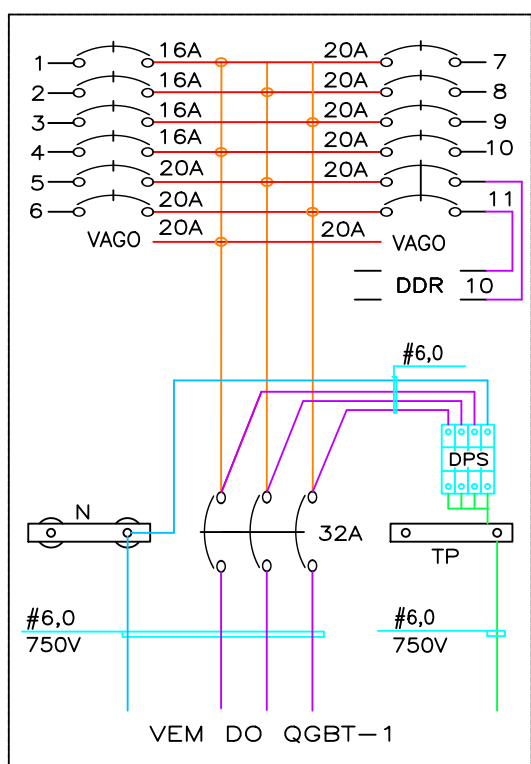 1 16A 20A 7
2 16A 20A 8
3 16A 20A 9
4 16A 20A 10
5 20A 20A
6 20A 20A 11
VAGO 20A 20A VAGO
DDR 10
#6,0
DPS
N 32A TP
#6,0 #6,0
750V 750V
VEM DO QGBT-1